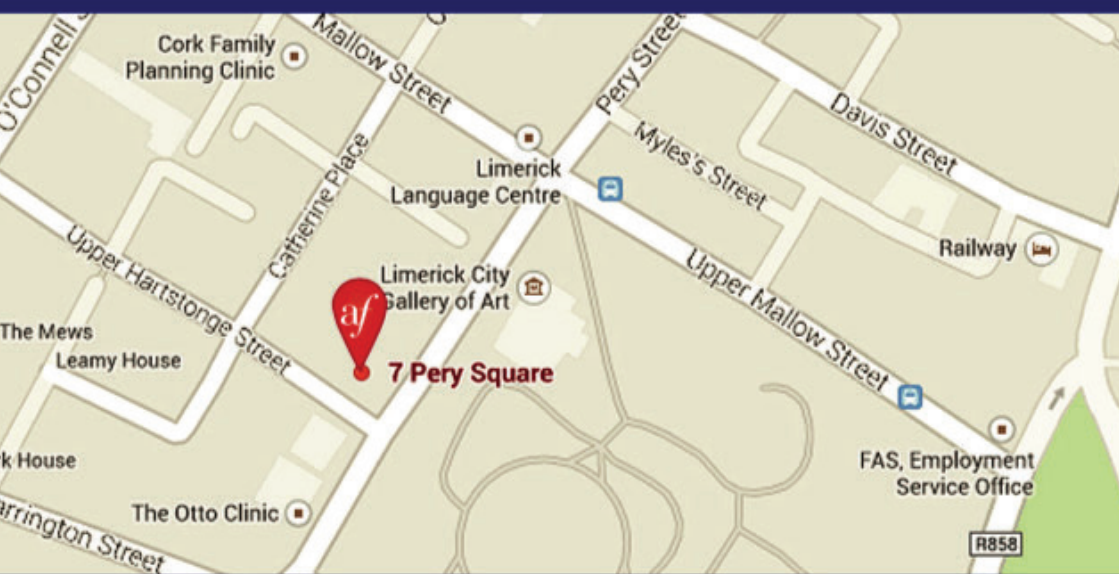 O'Connell
Cork Family
Planning Clinic
Mallow Street
Pery Street
Davis Street
Myles's Street
Limerick
Language Centre
Catherine Place
Upper Hartstonge Street
Limerick City
Gallery of Art
af
7 Pery Square
Railway
Upper Mallow Street
The Mews
Leamy House
k House
The Otto Clinic
arrington Street
FAS, Employment
Service Office
R858